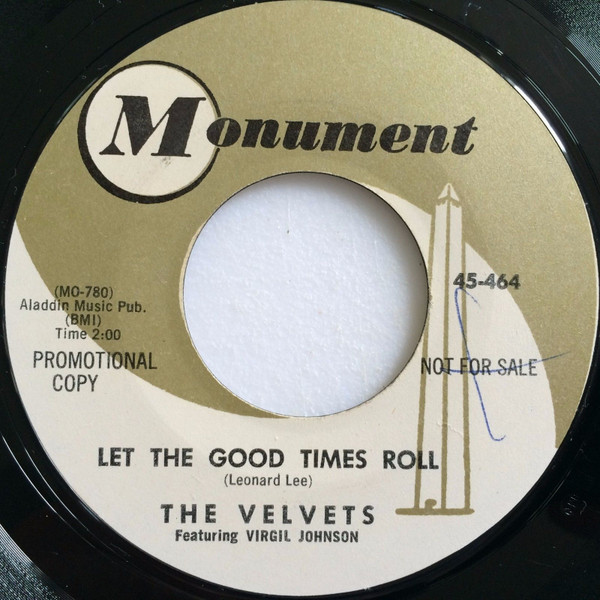 Monument
45-464
(MO-780)
Aladdin Music Pub.
(BMI)
Time 2:00
PROMOTIONAL
COPY
NOT FOR SALE
LET THE GOOD TIMES ROLL
(Leonard Lee)
THE VELVETS
Featuring VIRGIL JOHNSON